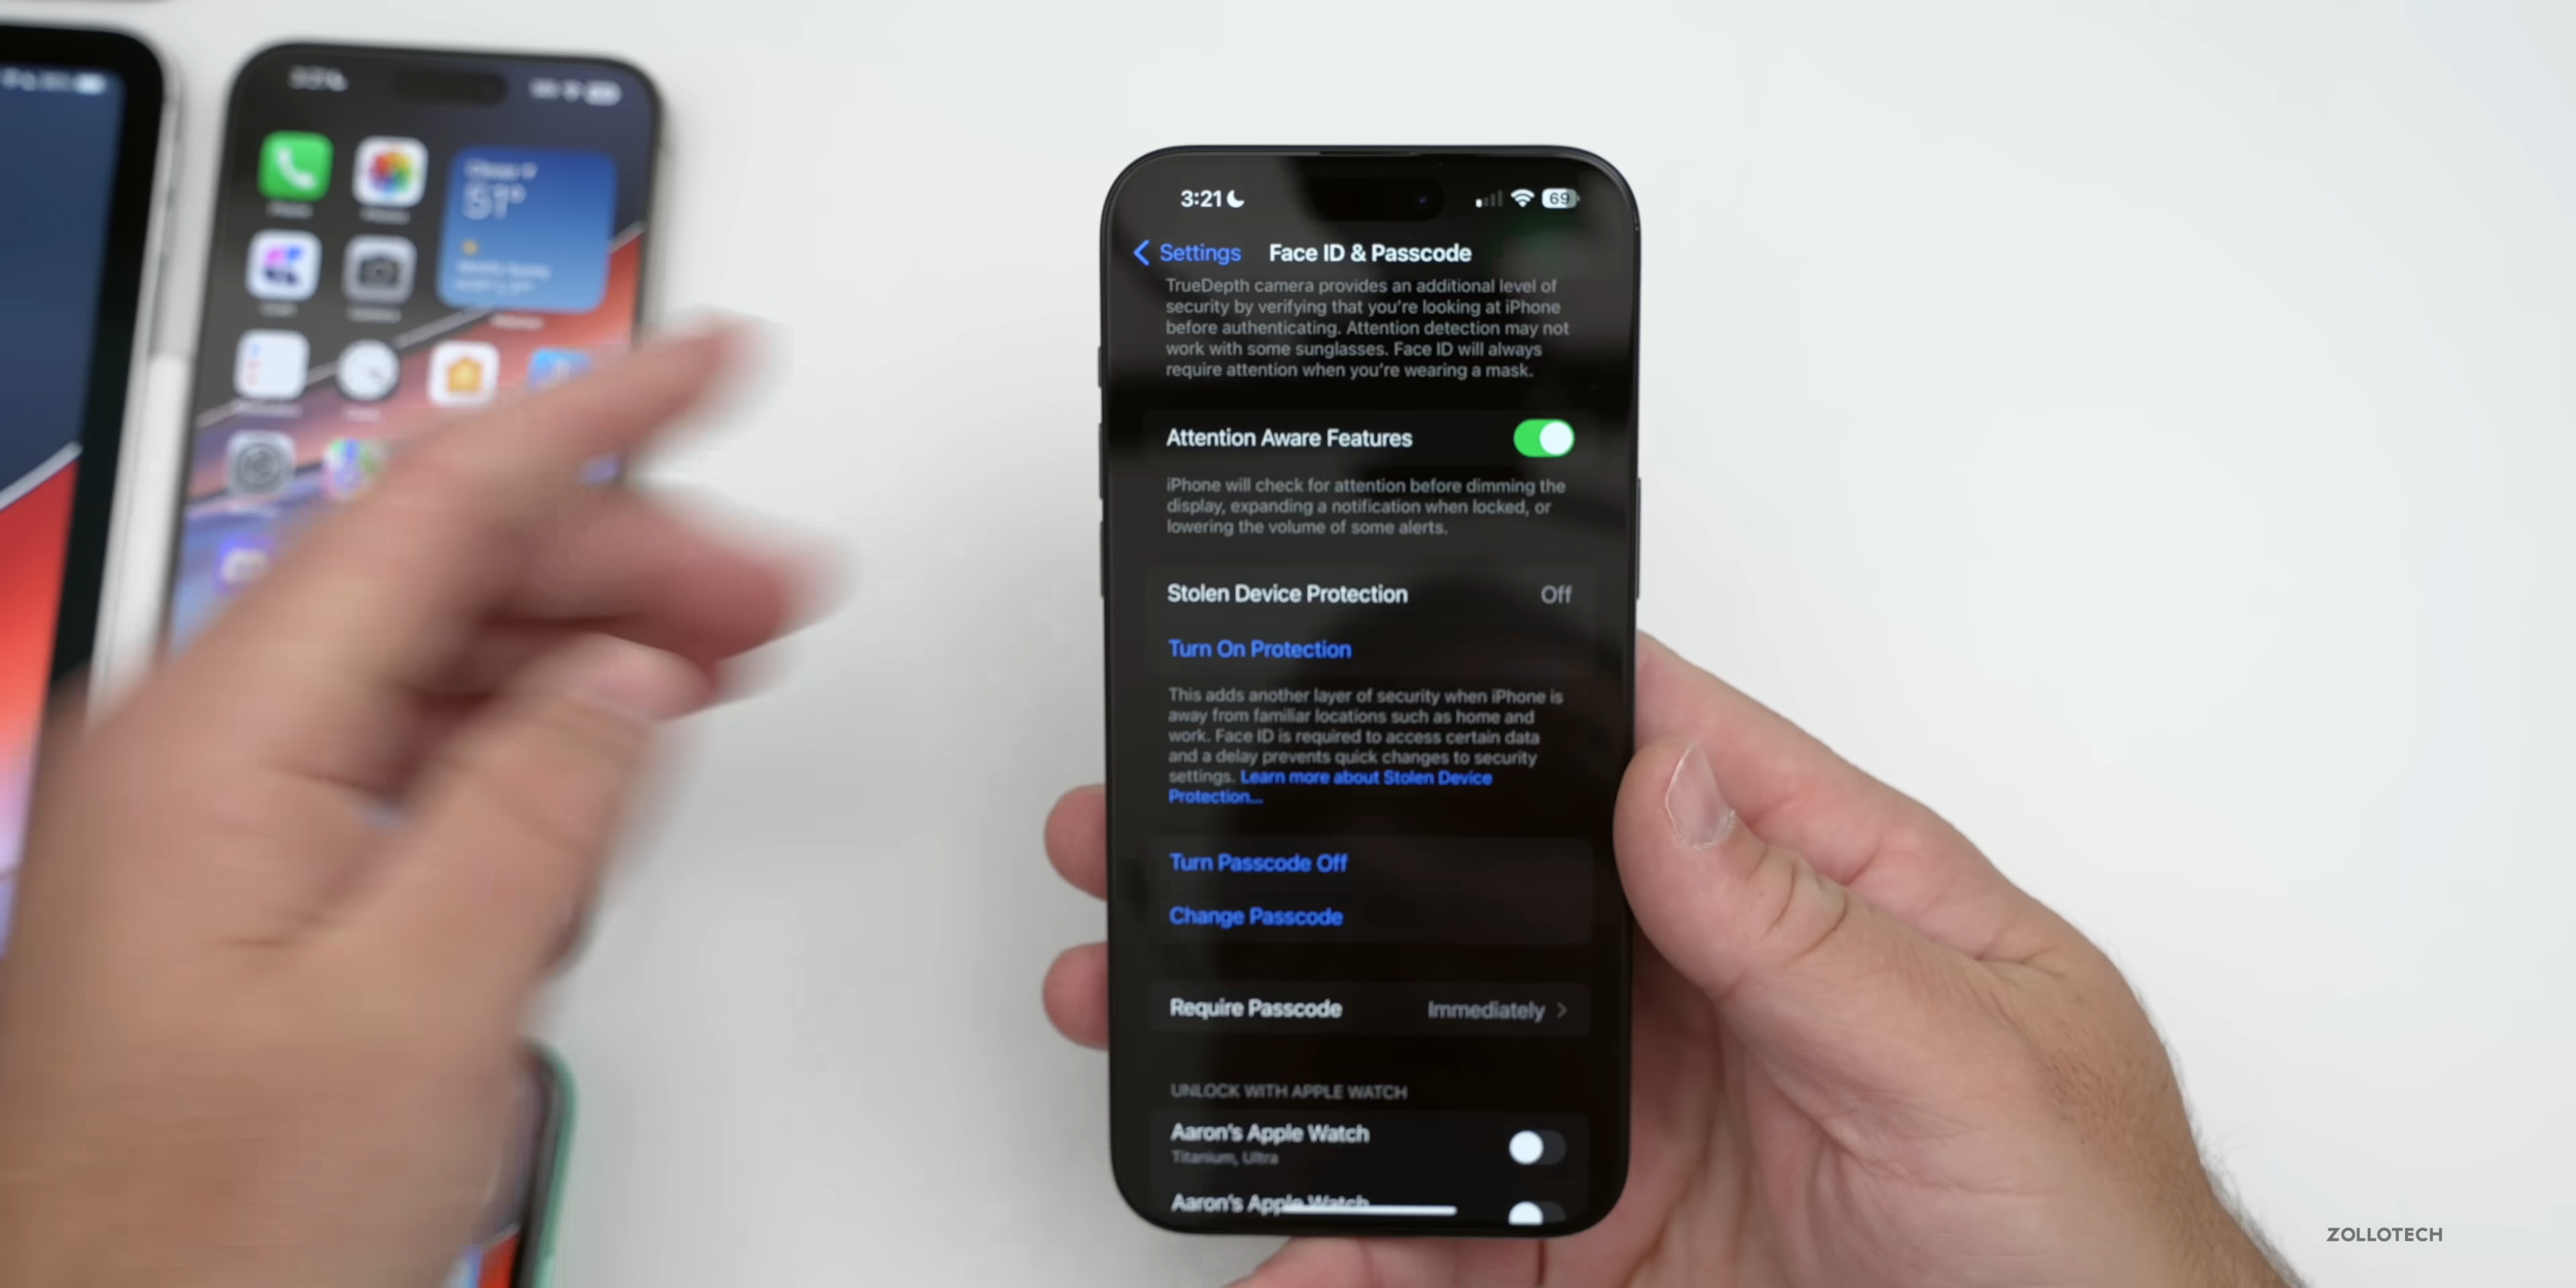 51°
3:21
69
Settings
Face ID & Passcode
TrueDepth camera provides an additional level of
security by verifying that you're looking at iPhone
before authenticating. Attention detection may not
work with some sunglasses. Face ID will always
require attention when you're wearing a mask.
Attention Aware Features
iPhone will check for attention before dimming the
display, expanding a notification when locked, or
lowering the volume of some alerts.
Stolen Device Protection Off
Turn On Protection
This adds another layer of security when iPhone is
away from familiar locations such as home and
work. Face ID is required to access certain data
and a delay prevents quick changes to security
settings. Learn more about Stolen Device
Protection...
Turn Passcode Off
Change Passcode
Require Passcode Immediately
UNLOCK WITH APPLE WATCH
Aaron's Apple Watch
Titanium, Ultra
Aaron's Apple Watch
ZOLLOTECH